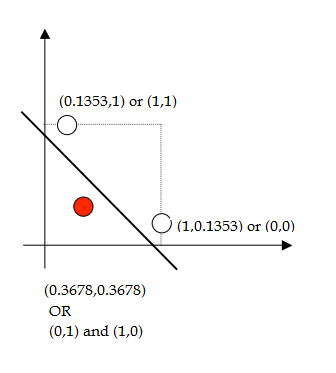 (0.1353,1) or (1,1)
(1,0.1353) or (0,0)
(0.3678,0.3678)
OR
(0,1) and (1,0)